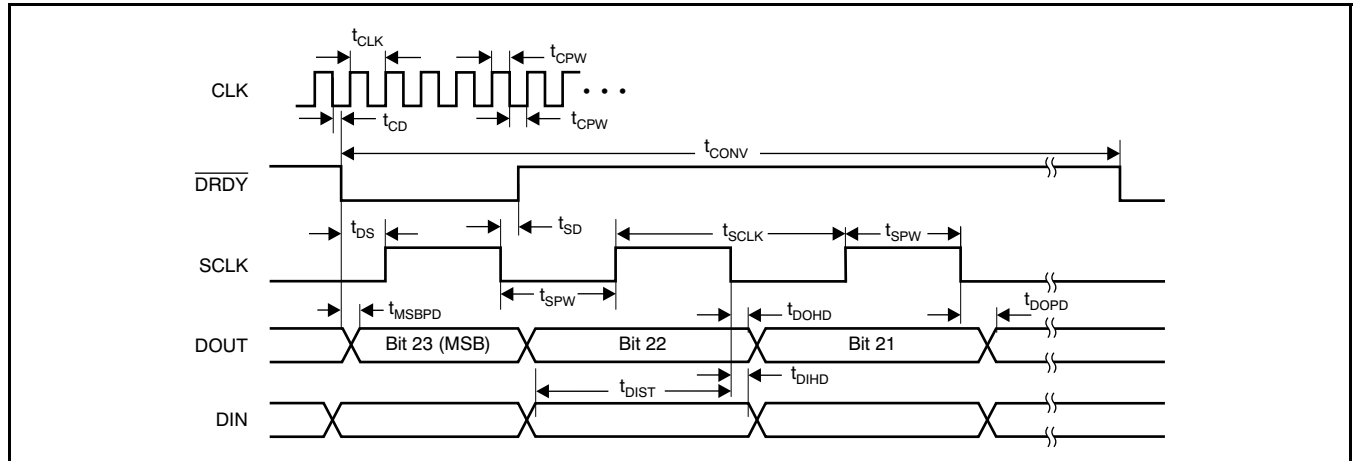 tCLK
tCPW
CLK
• • •
tCD
tCPW
tCONV
DRDY
tDS
tSD
tSCLK
tSPW
SCLK
tSPW
tMSBPD
tDOHD
tDOPD
DOUT
Bit 23 (MSB)
Bit 22
Bit 21
tDIST
tDIHD
DIN